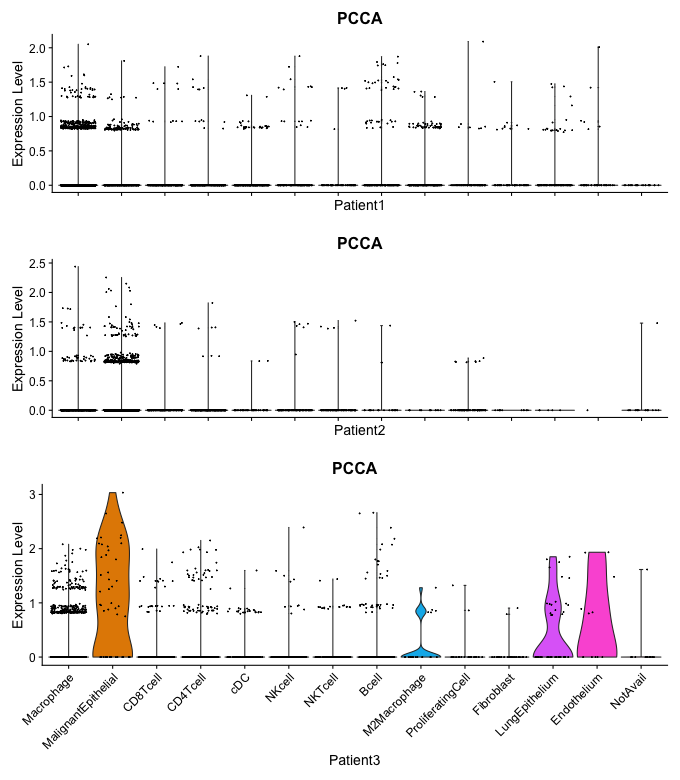 PCCA
Expression Level
2.0
1.5
1.0
0.5
0.0
Patient1
PCCA
Expression Level
2.5
2.0
1.5
1.0
0.5
0.0
Patient2
PCCA
Expression Level
3
2
1
0
Macrophage
MalignantEpithelial
CD8Tcell
CD4Tcell
cDC
NKcell
NKTcell
Bcell
M2Macrophage
ProliferatingCell
Fibroblast
LungEpithelium
Endothelium
NotAvail
Patient3